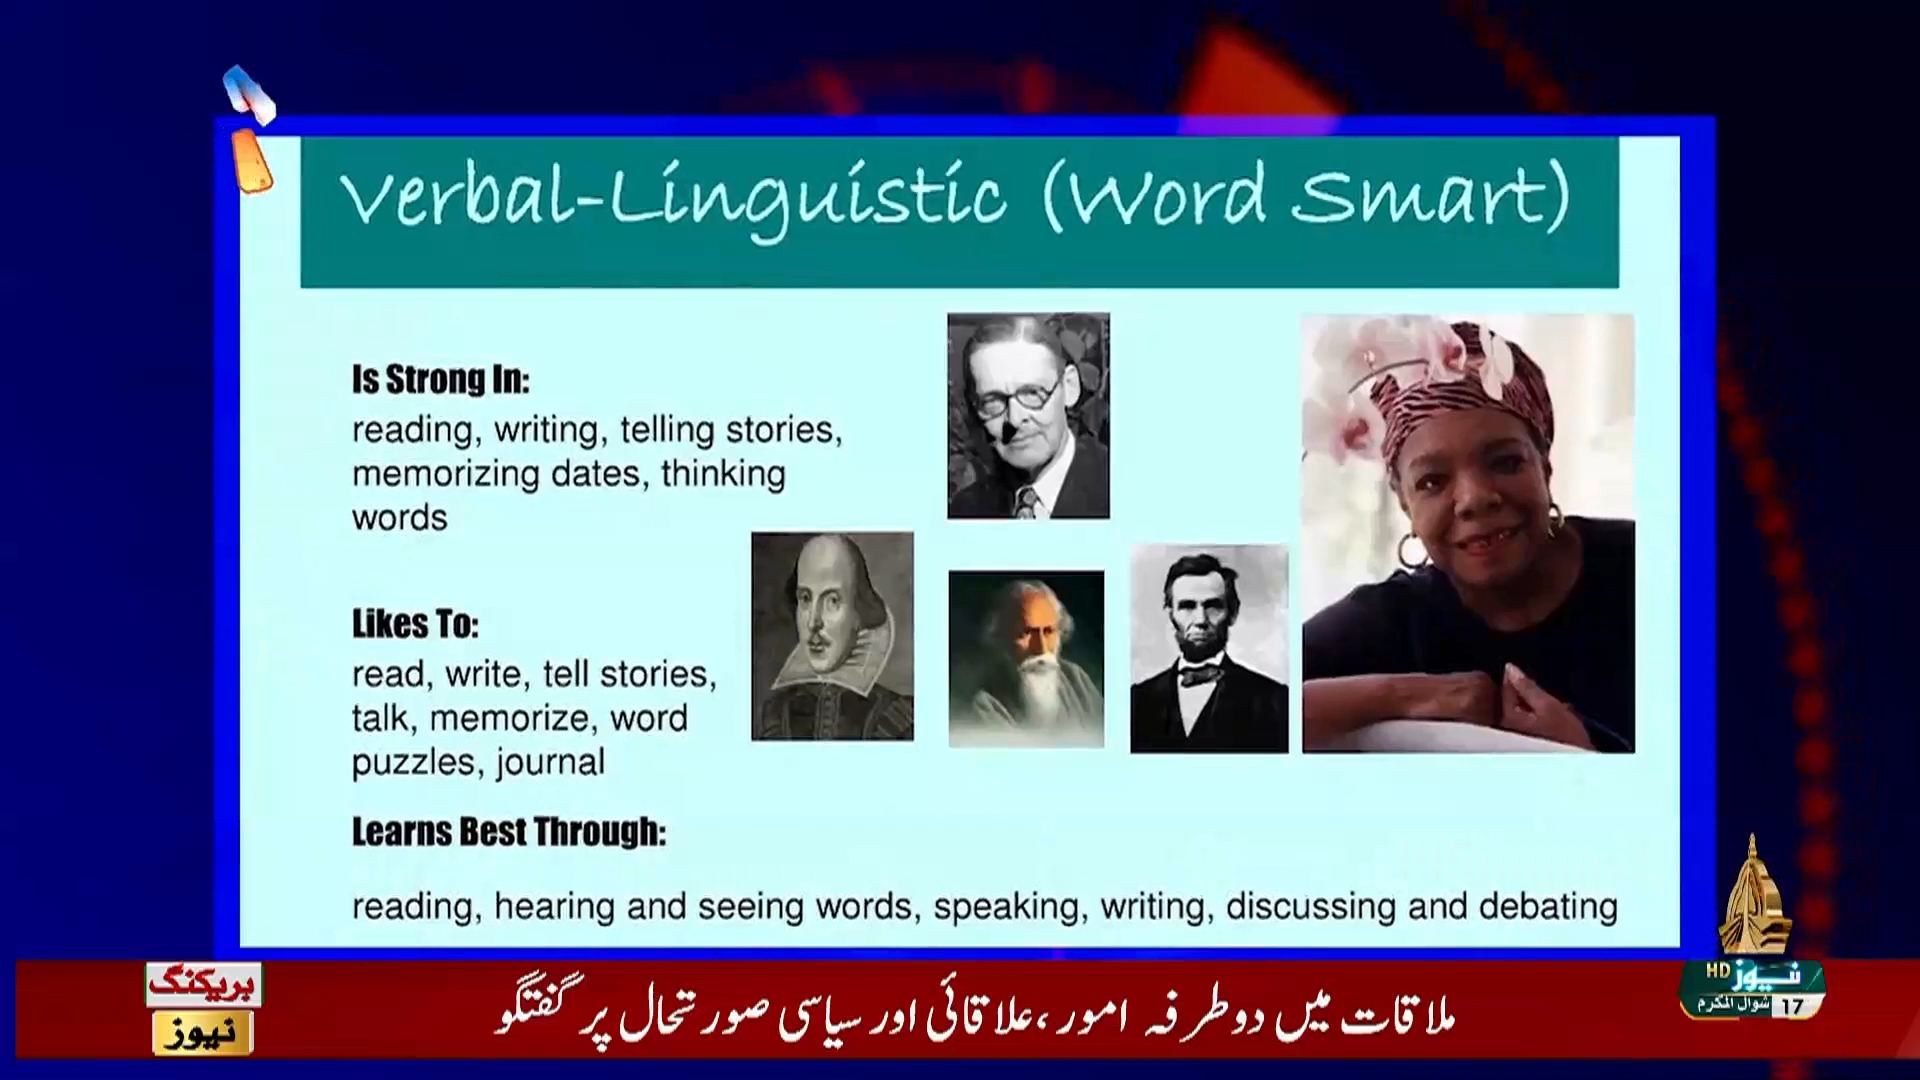 Verbal-Linguistic (Word Smart)
Is Strong In:
reading, writing, telling stories,
memorizing dates, thinking
words
Likes To:
read, write, tell stories,
talk, memorize, word
puzzles, journal
Learns Best Through:
reading, hearing and seeing words, speaking, writing, discussing and debating
بریکنگ
نیوز
ملاقات میں دوطرفہ امور، علاقائی اور سیاسی صورتحال پر گفتگو
نیوز HD
17 شوال المکرم